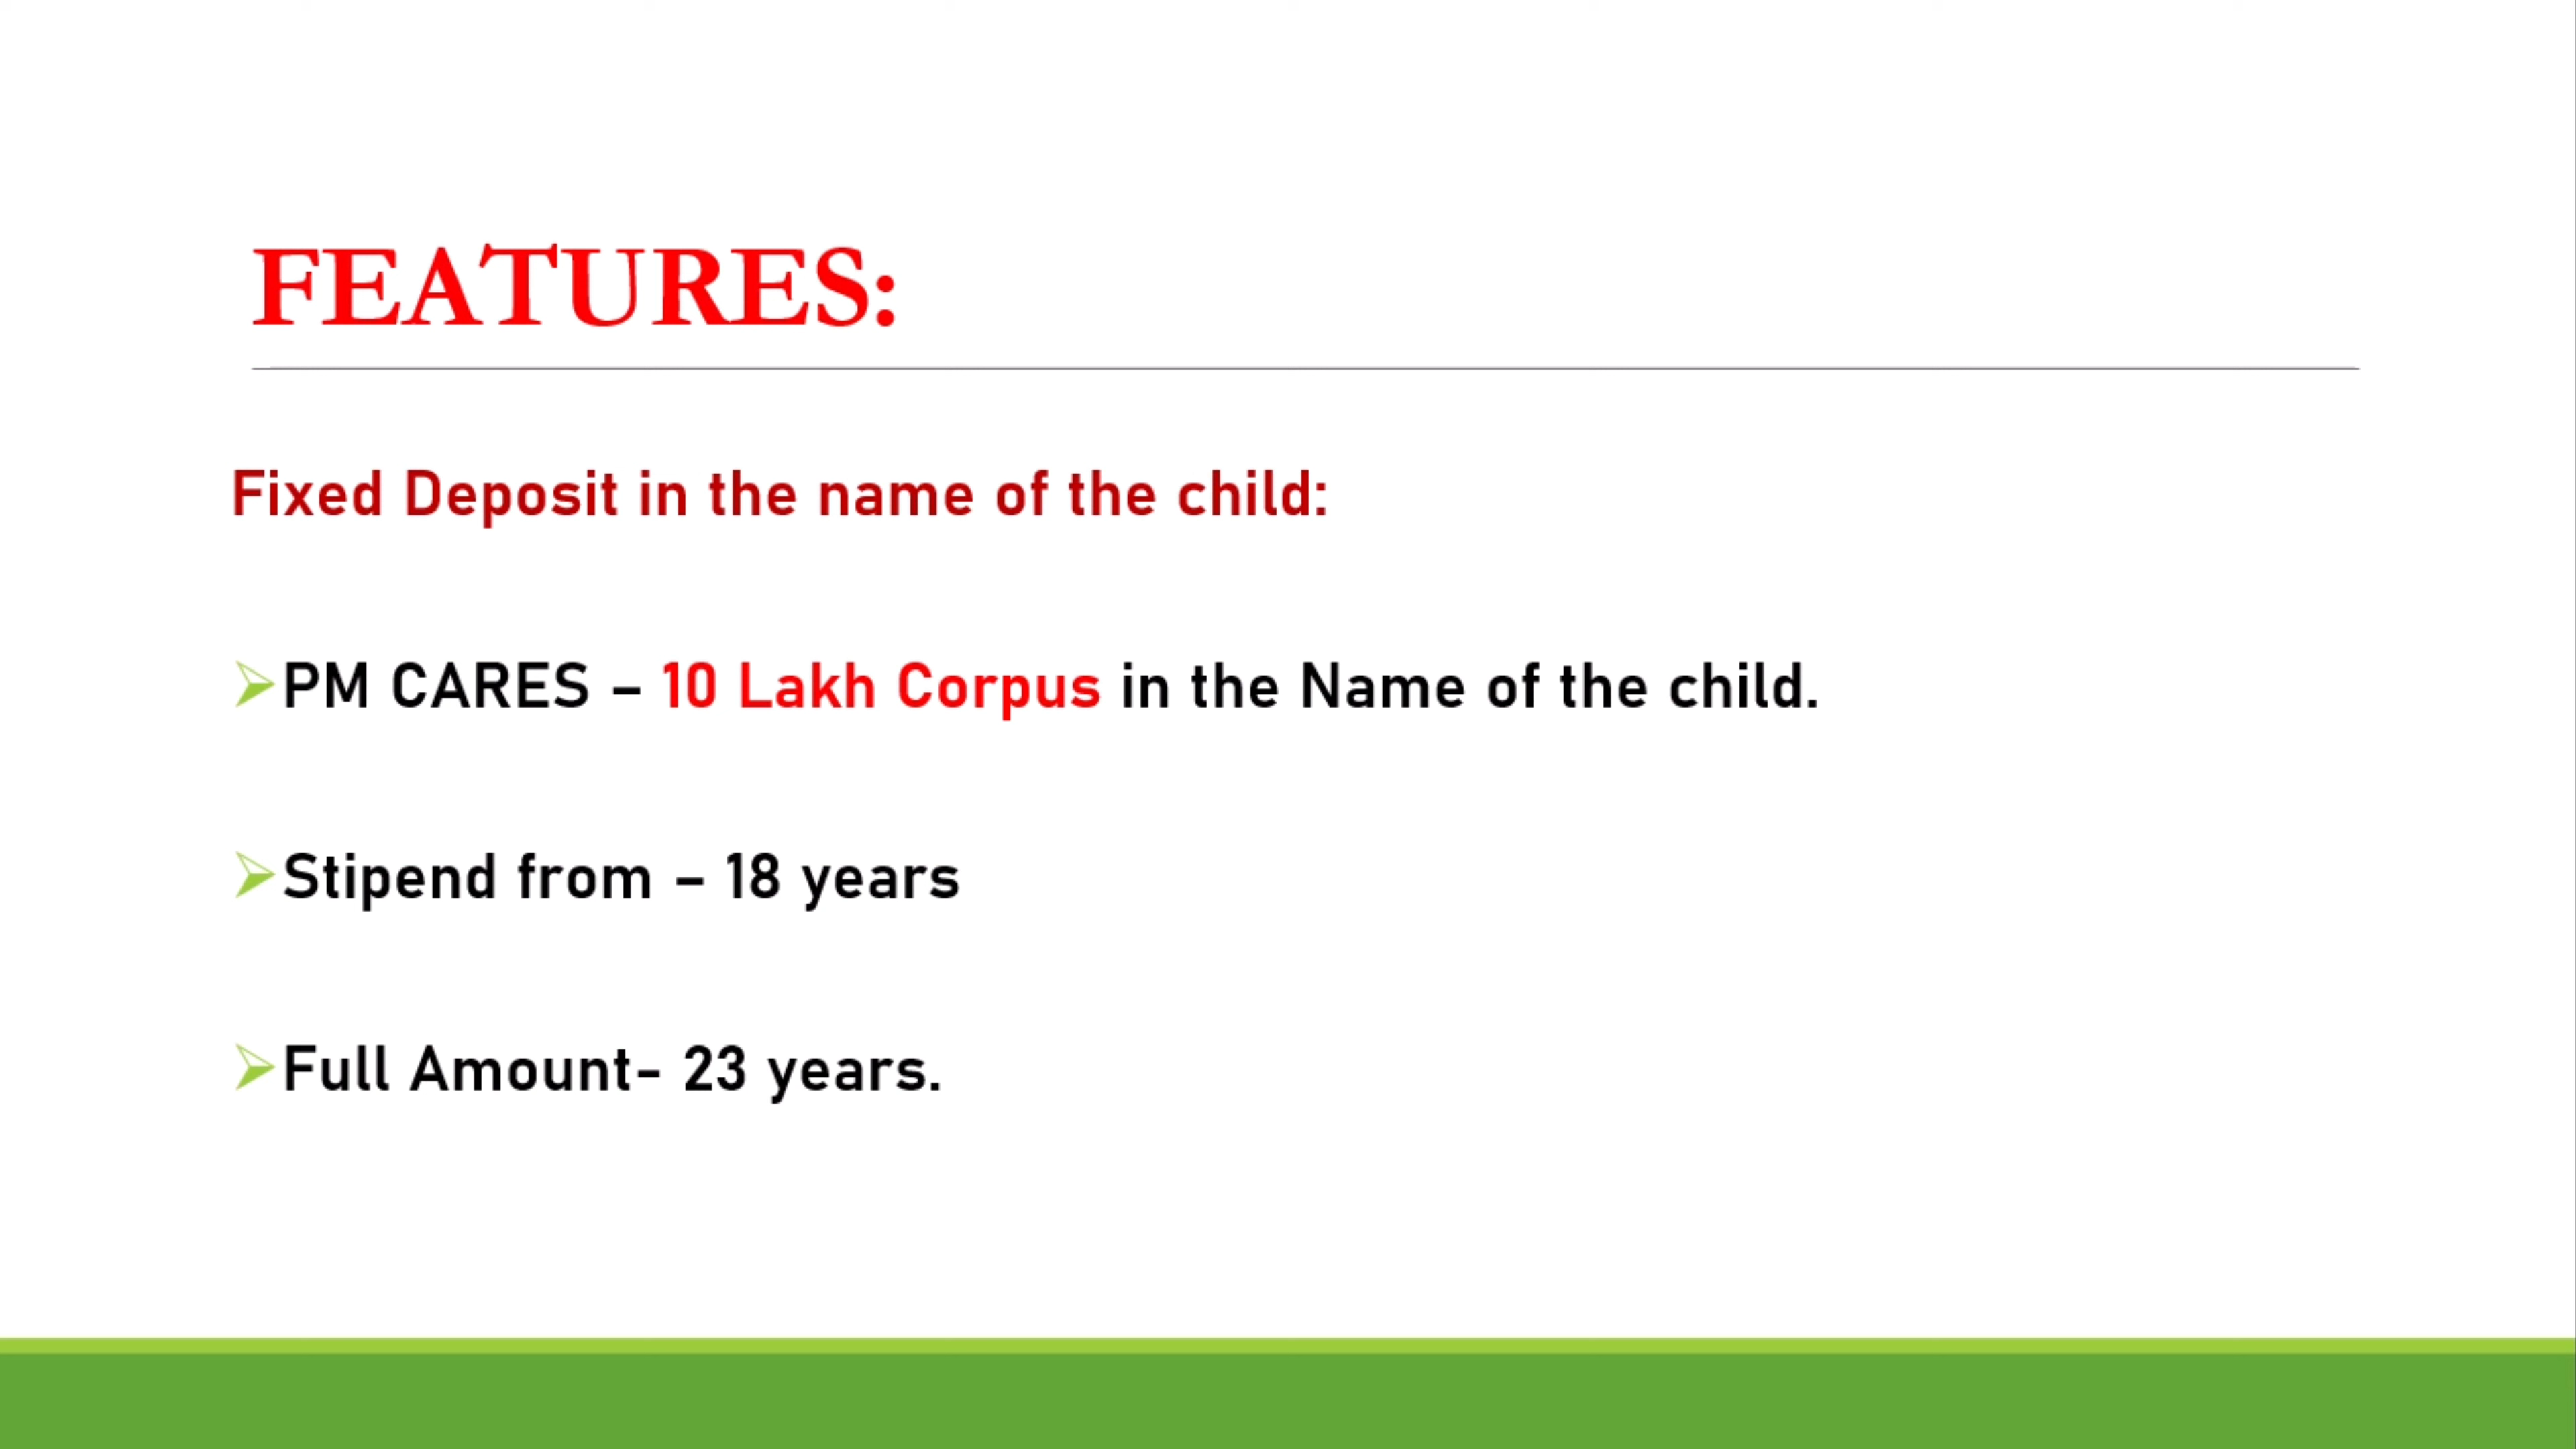 FEATURES:
Fixed Deposit in the name of the child:
➢PM CARES – 10 Lakh Corpus in the Name of the child.
➢Stipend from – 18 years
➢Full Amount- 23 years.